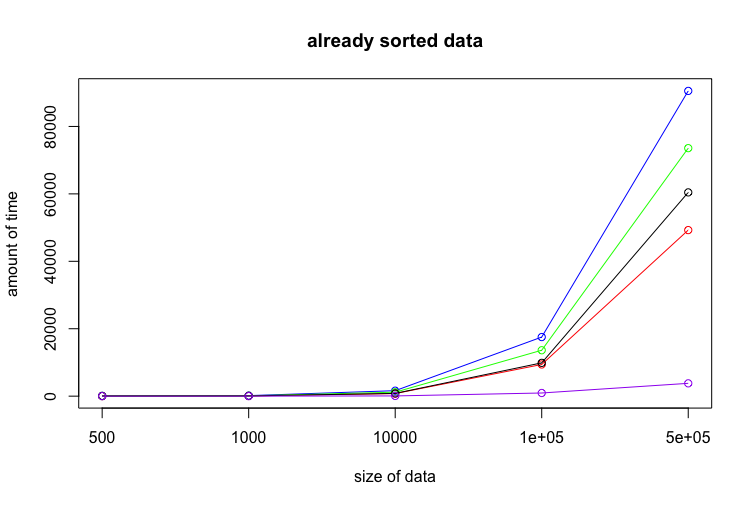 already sorted data
amount of time
80000
60000
40000
20000
0
500 1000 10000 1e+05 5e+05
size of data